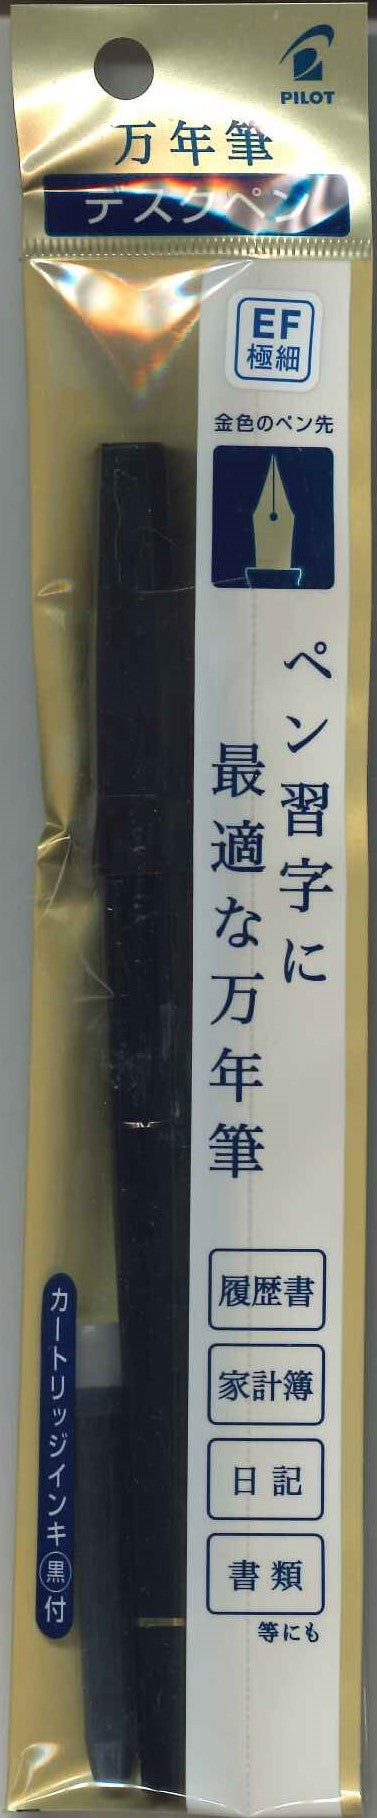 PILOT
万年筆
デスクペン
EF
極細
金色のペン先
ペン習字に
最適な万年筆
履歴書
家計簿
日記
書類
等にも
カートリッジインキ黒付